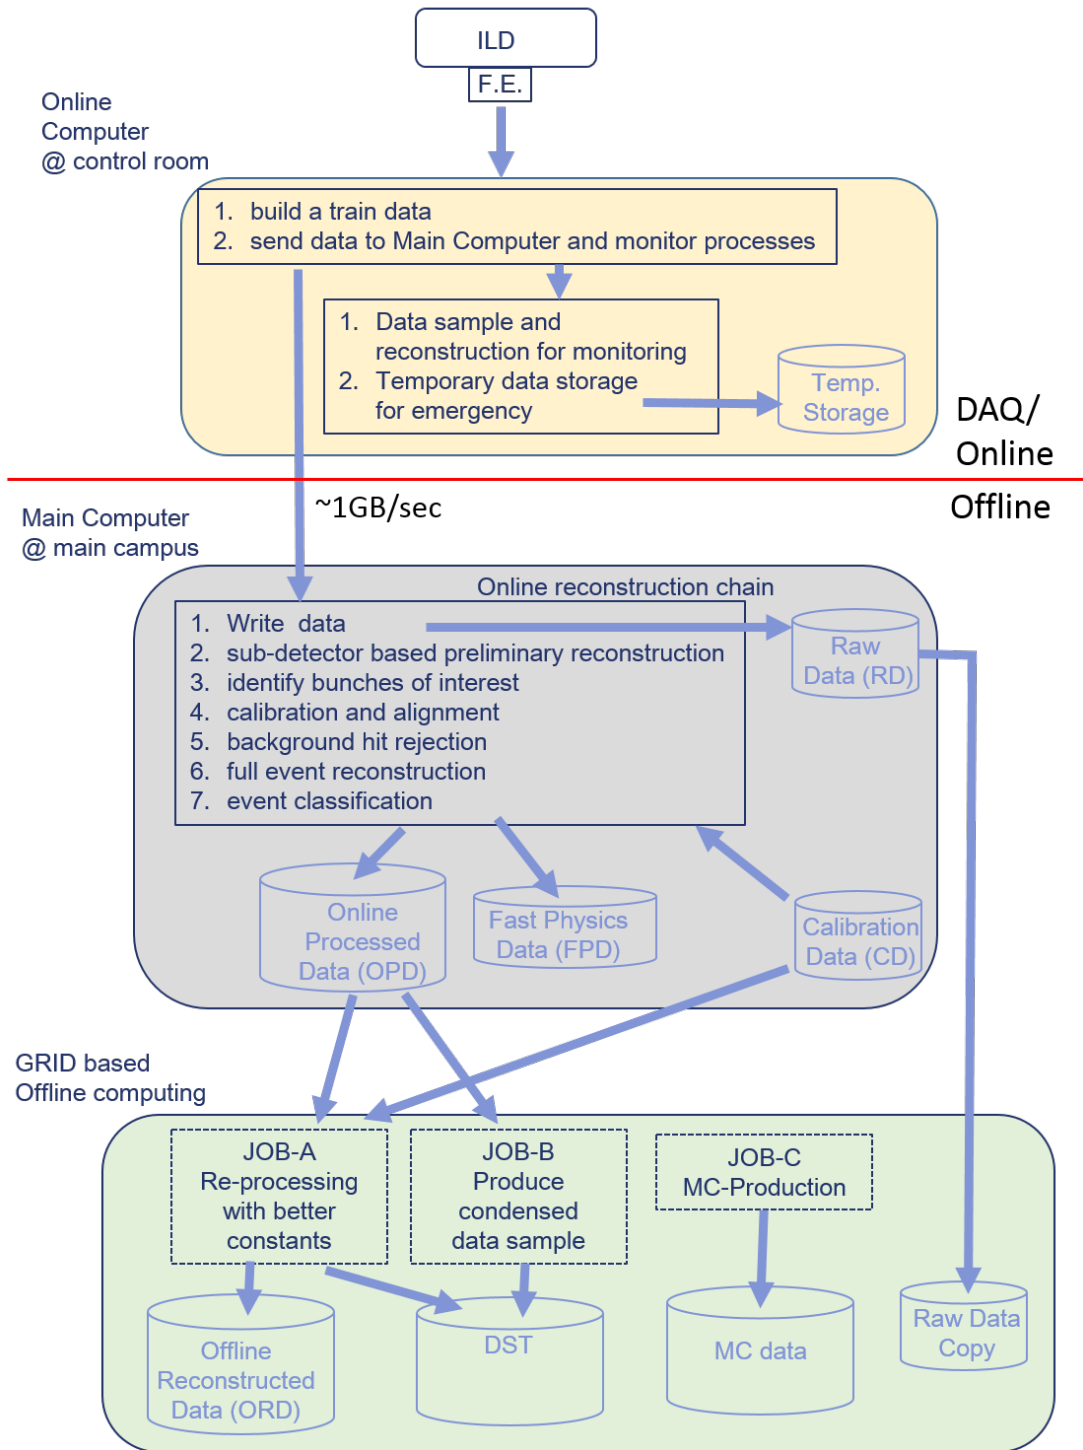 ILD
F.E.
Online
Computer
@ control room
1. build a train data
2. send data to Main Computer and monitor processes
1. Data sample and
reconstruction for monitoring
2. Temporary data storage
for emergency
Temp.
Storage
DAQ/
Online
~1GB/sec
Offline
Main Computer
@ main campus
Online reconstruction chain
1. Write data
2. sub-detector based preliminary reconstruction
3. identify bunches of interest
4. calibration and alignment
5. background hit rejection
6. full event reconstruction
7. event classification
Raw
Data (RD)
Online
Processed
Data (OPD)
Fast Physics
Data (FPD)
Calibration
Data (CD)
GRID based
Offline computing
JOB-A
Re-processing
with better
constants
JOB-B
Produce
condensed
data sample
JOB-C
MC-Production
Offline
Reconstructed
Data (ORD)
DST
MC data
Raw Data
Copy